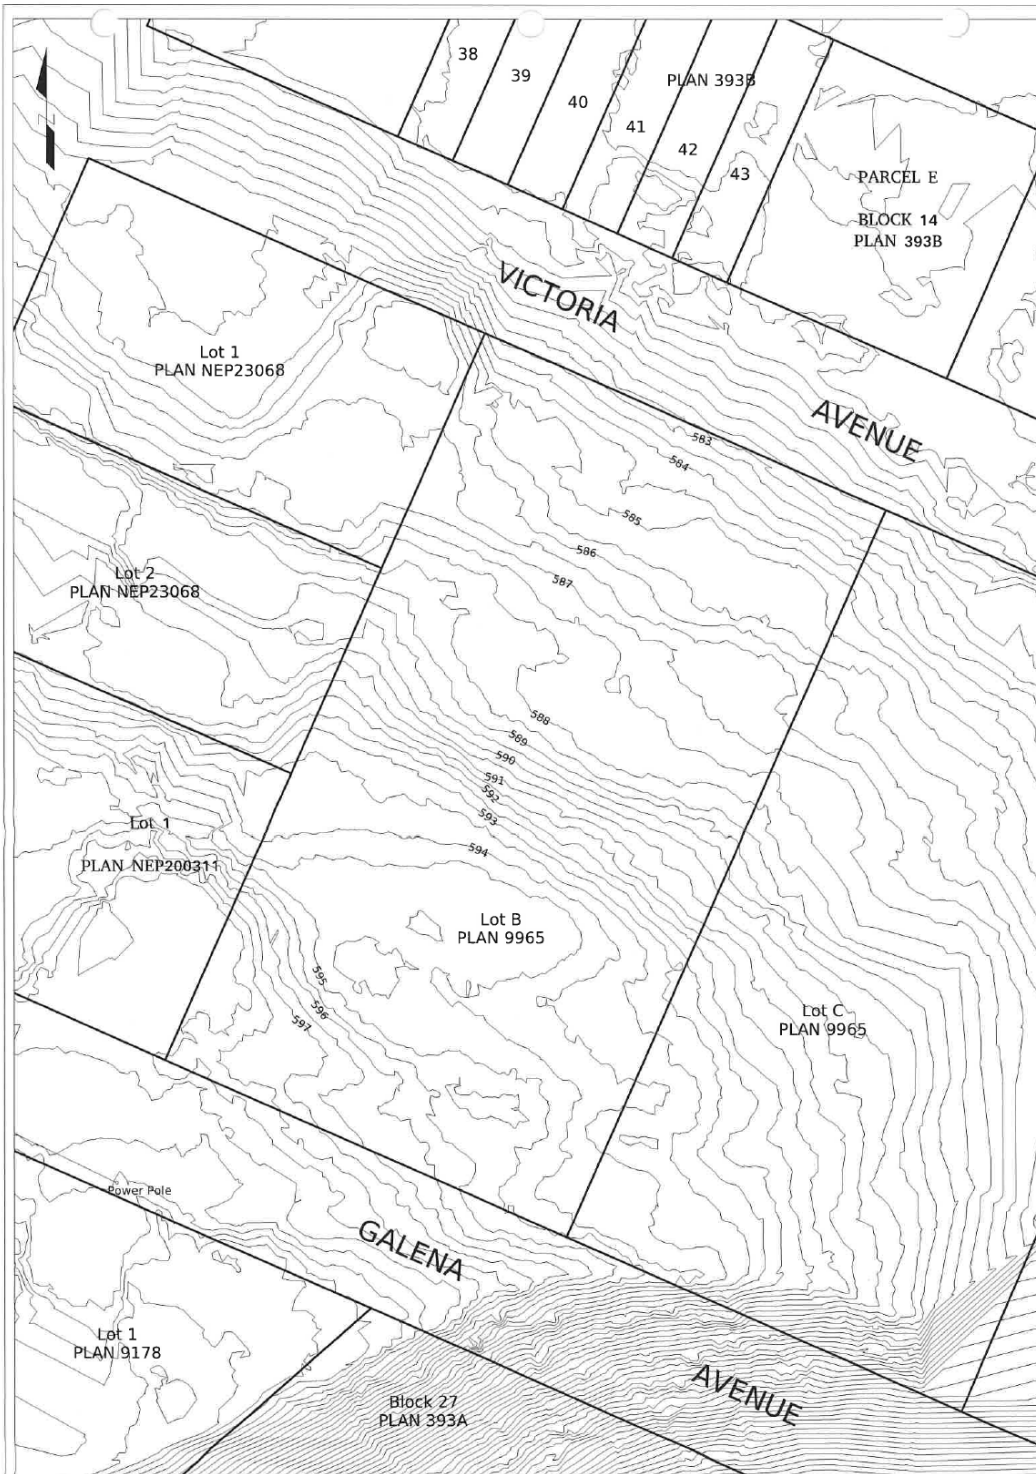 38
39
40
41
42
43
PLAN 393B
PARCEL E
BLOCK 14
PLAN 393B
VICTORIA
AVENUE
Lot 1
PLAN NEP23068
583
584
585
586
587
Lot 2
PLAN NEP23068
588
589
590
591
592
593
594
Lot 1
PLAN NEP200311
Lot B
PLAN 9965
595
596
597
Lot C
PLAN 9965
Power Pole
GALENA
AVENUE
Lot 1
PLAN 9178
Block 27
PLAN 393A